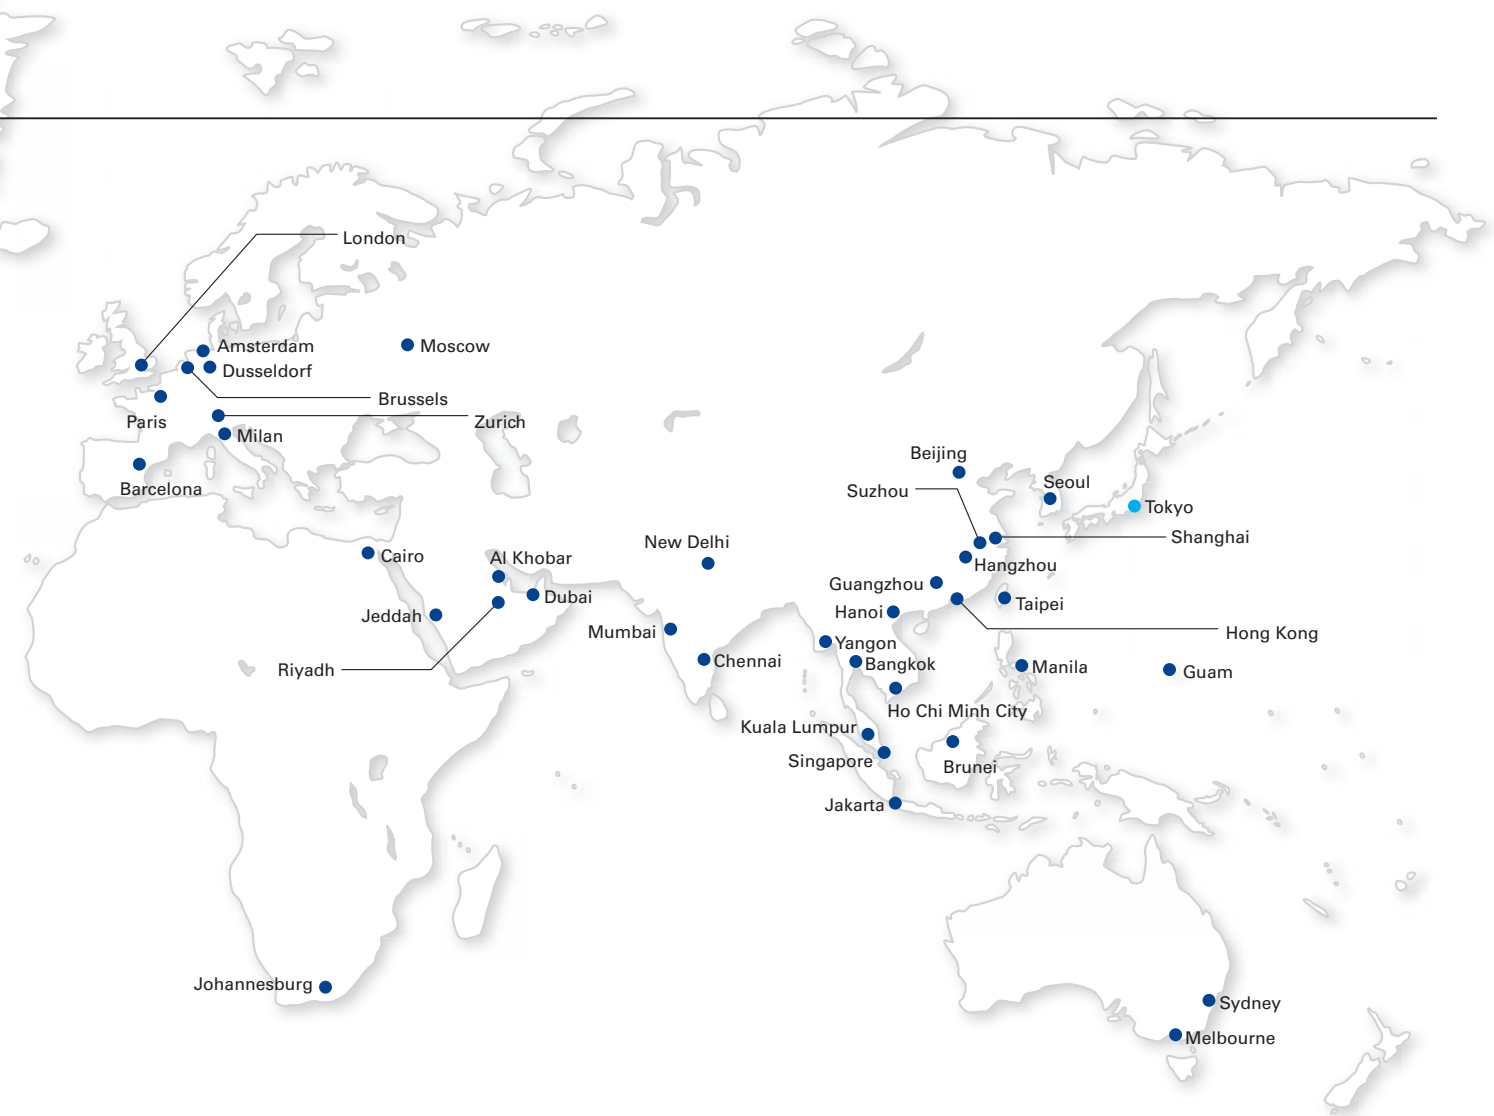 London
Amsterdam
Moscow
Dusseldorf
Brussels
Paris
Zurich
Milan
Barcelona
Beijing
Suzhou
Seoul
Tokyo
Shanghai
New Delhi
Cairo
Al Khobar
Hangzhou
Guangzhou
Dubai
Taipei
Jeddah
Hanoi
Mumbai
Hong Kong
Yangon
Chennai
Bangkok
Manila
Riyadh
Guam
Ho Chi Minh City
Kuala Lumpur
Singapore
Brunei
Jakarta
Johannesburg
Sydney
Melbourne